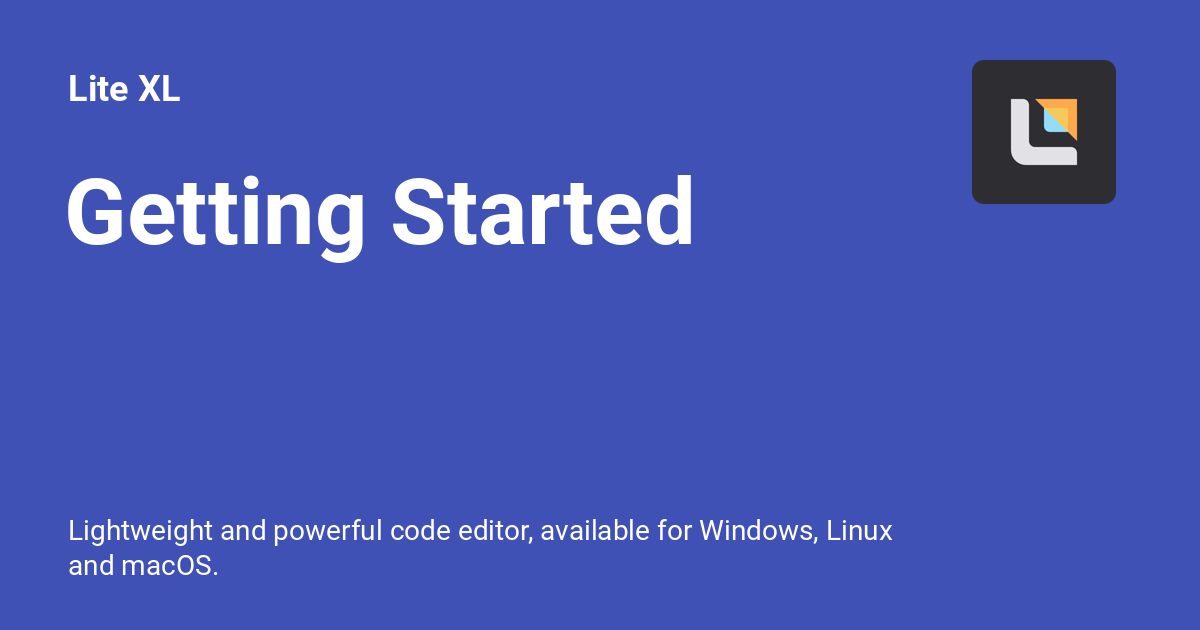 Lite XL
Getting Started
Lightweight and powerful code editor, available for Windows, Linux
and macOS.